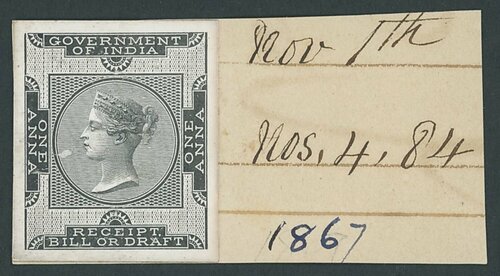 GOVERNMENT
OF INDIA
ONE
ANNA
ONE
ANNA
RECEIPT
BILL OR DRAFT
Nov 7th
Nos. 4, 84
1867